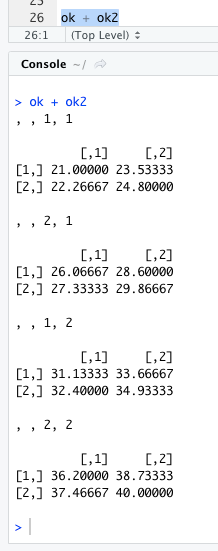 25
26 ok + ok2
26:1 (Top Level)
Console ~/
> ok + ok2
, , 1, 1
[,1] [,2]
[1,] 21.00000 23.53333
[2,] 22.26667 24.80000
, , 2, 1
[,1] [,2]
[1,] 26.06667 28.60000
[2,] 27.33333 29.86667
, , 1, 2
[,1] [,2]
[1,] 31.13333 33.66667
[2,] 32.40000 34.93333
, , 2, 2
[,1] [,2]
[1,] 36.20000 38.73333
[2,] 37.46667 40.00000
>